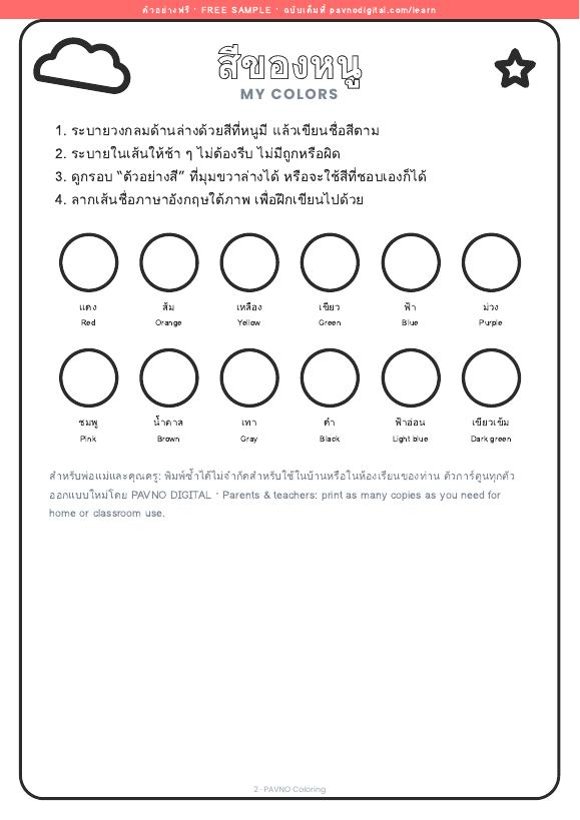 ตัวอย่างฟรี · FREE SAMPLE · ฉบับเต็มที่ pavnodigital.com/learn
สีของหนู
MY COLORS
1. ระบายวงกลมด้านล่างด้วยสีที่หนูมี แล้วเขียนชื่อสีตาม
2. ระบายในเส้นให้ช้า ๆ ไม่ต้องรีบ ไม่มีถูกหรือผิด
3. ดูกรอบ “ตัวอย่างสี” ที่มุมขวาล่างได้ หรือจะใช้สีที่ชอบเองก็ได้
4. ลากเส้นชื่อภาษาอังกฤษใต้ภาพ เพื่อฝึกเขียนไปด้วย
แดง ส้ม เหลือง เขียว ฟ้า ม่วง
Red Orange Yellow Green Blue Purple
ชมพู น้ำตาล เทา ดำ ฟ้าอ่อน เขียวเข้ม
Pink Brown Gray Black Light blue Dark green
สำหรับพ่อแม่และคุณครู: พิมพ์ซ้ำได้ไม่จำกัดสำหรับใช้ในบ้านหรือในห้องเรียนของท่าน ตัวการ์ตูนทุกตัว
ออกแบบใหม่โดย PAVNO DIGITAL · Parents & teachers: print as many copies as you need for
home or classroom use.
2 · PAVNO Coloring